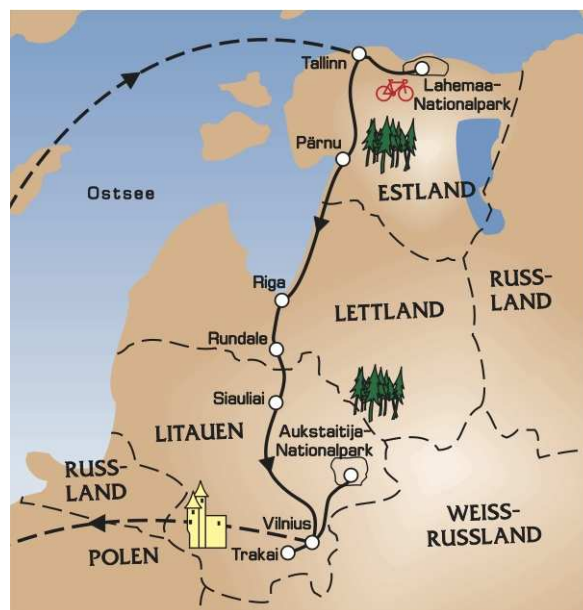 Tallinn
Lahemaa-
Nationalpark
Pärnu
Ostsee
ESTLAND
Riga
LETTLAND
RUSS-
LAND
Rundale
Siauliai
LITAUEN
Aukstaitija-
Nationalpark
RUSS-
LAND
Vilnius
WEISS-
RUSSLAND
POLEN
Trakai